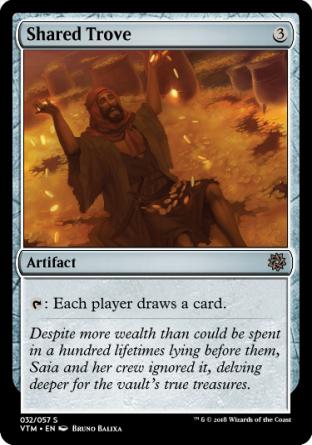 Shared Trove 3
Artifact
: Each player draws a card.
Despite more wealth than could be spent
in a hundred lifetimes lying before them,
Saia and her crew ignored it, delving
deeper for the vault's true treasures.
032/057 S
VTM • EN Bruno Balixa
™ & © 2018 Wizards of the Coast